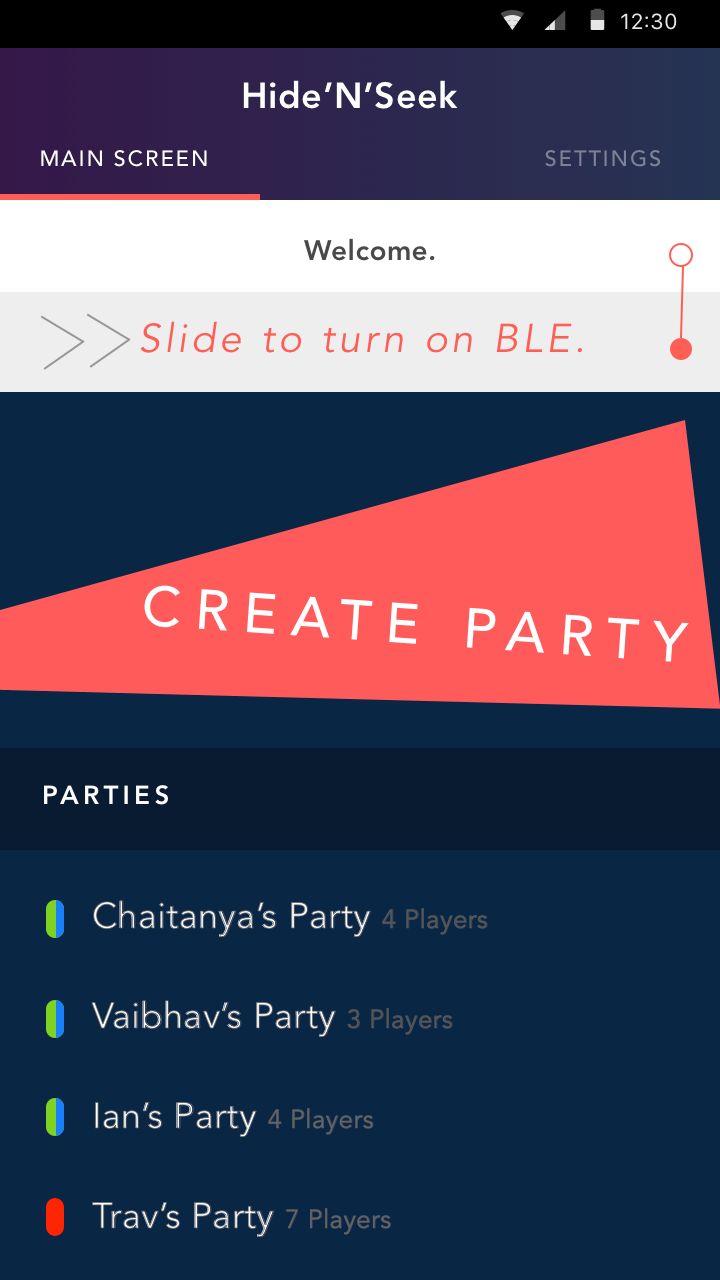 12:30
Hide’N’Seek
MAIN SCREEN SETTINGS
Welcome.
Slide to turn on BLE.
CREATE PARTY
PARTIES
Chaitanya’s Party 4 Players
Vaibhav’s Party 3 Players
Ian’s Party 4 Players
Trav’s Party 7 Players